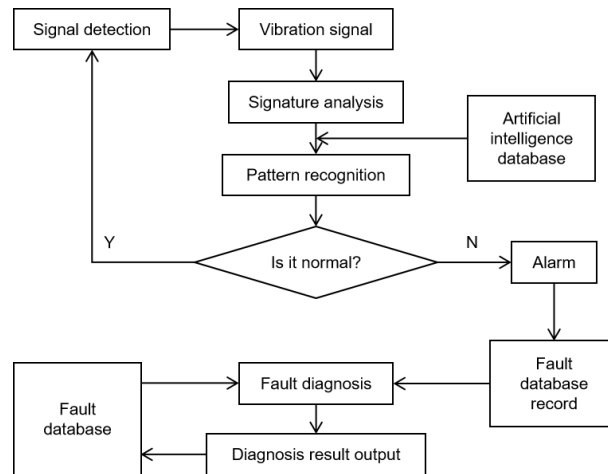 Signal detection
Vibration signal
Signature analysis
Artificial
intelligence
database
Pattern recognition
Y
Is it normal?
N
Alarm
Fault
database
record
Fault diagnosis
Fault
database
Diagnosis result output